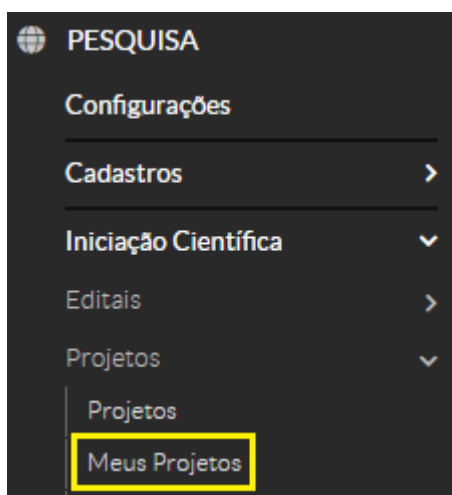 PESQUISA
Configurações
Cadastros
Iniciação Científica
Editais
Projetos
Projetos
Meus Projetos